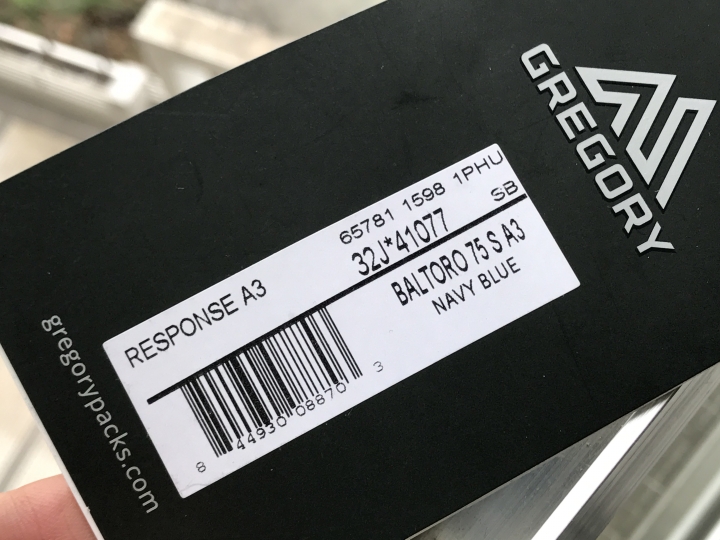 GREGORY
65781 1598 1PHU
SB
32J*41077
RESPONSE A3
BALTORO 75 S A3
NAVY BLUE
8 44930 08870 3
gregorypacks.com